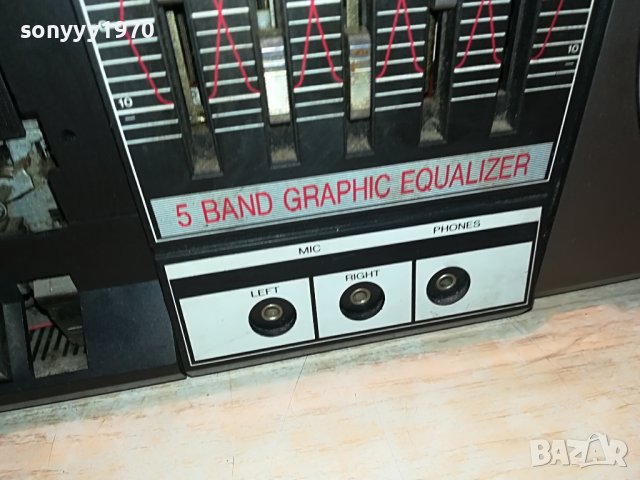 sonyyy1970
10
10
5 BAND GRAPHIC EQUALIZER
MIC
PHONES
LEFT
RIGHT
BAZAR